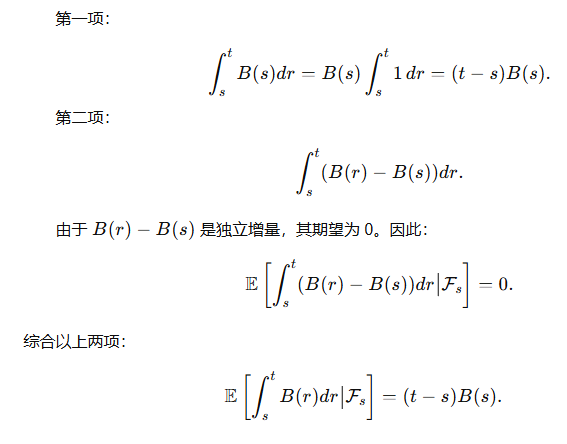 第一项：
$$\int_s^t B(s)dr = B(s)\int_s^t 1\,dr = (t-s)B(s).$$
第二项：
$$\int_s^t (B(r)-B(s))dr.$$
由于 $B(r)-B(s)$ 是独立增量，其期望为 0。因此：
$$\mathbb{E}\left[\int_s^t (B(r)-B(s))dr|\mathcal{F}_s\right] = 0.$$
综合以上两项：
$$\mathbb{E}\left[\int_s^t B(r)dr|\mathcal{F}_s\right] = (t-s)B(s).$$